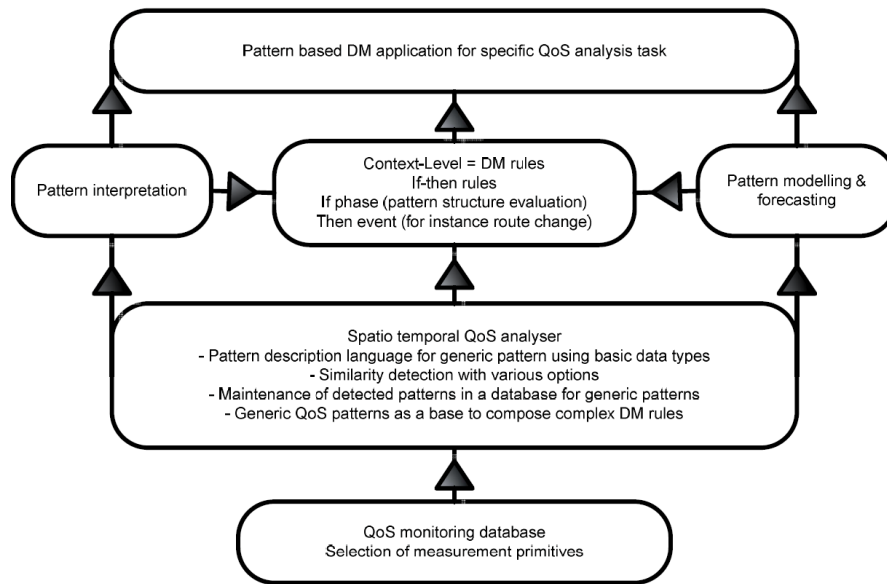 Pattern based DM application for specific QoS analysis task
Pattern interpretation
Context-Level = DM rules
If-then rules
If phase (pattern structure evaluation)
Then event (for instance route change)
Pattern modelling &
forecasting
Spatio temporal QoS analyser
- Pattern description language for generic pattern using basic data types
- Similarity detection with various options
- Maintenance of detected patterns in a database for generic patterns
- Generic QoS patterns as a base to compose complex DM rules
QoS monitoring database
Selection of measurement primitives